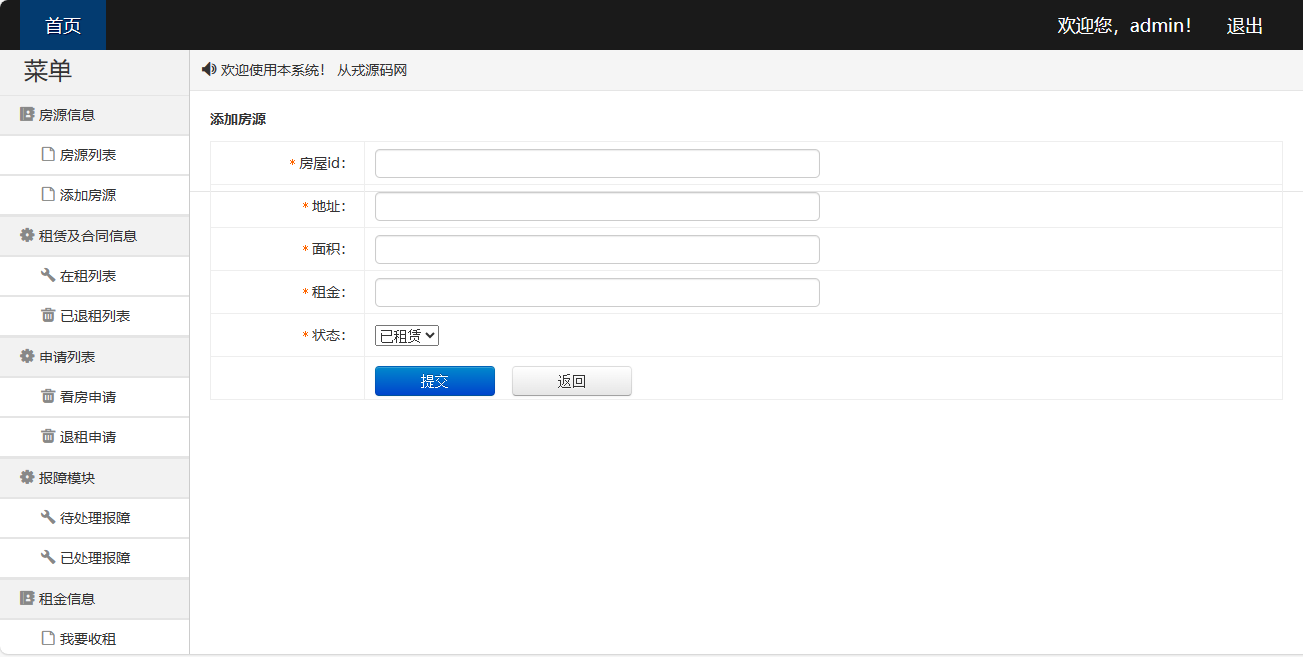 首页
欢迎您，admin！ 退出
菜单
欢迎使用本系统！ 从戎源码网
房源信息
房源列表
添加房源
租赁及合同信息
在租列表
已退租列表
申请列表
看房申请
退租申请
报障模块
待处理报障
已处理报障
租金信息
我要收租
添加房源
*房屋id：
*地址：
*面积：
*租金：
*状态： 已租赁
提交 返回